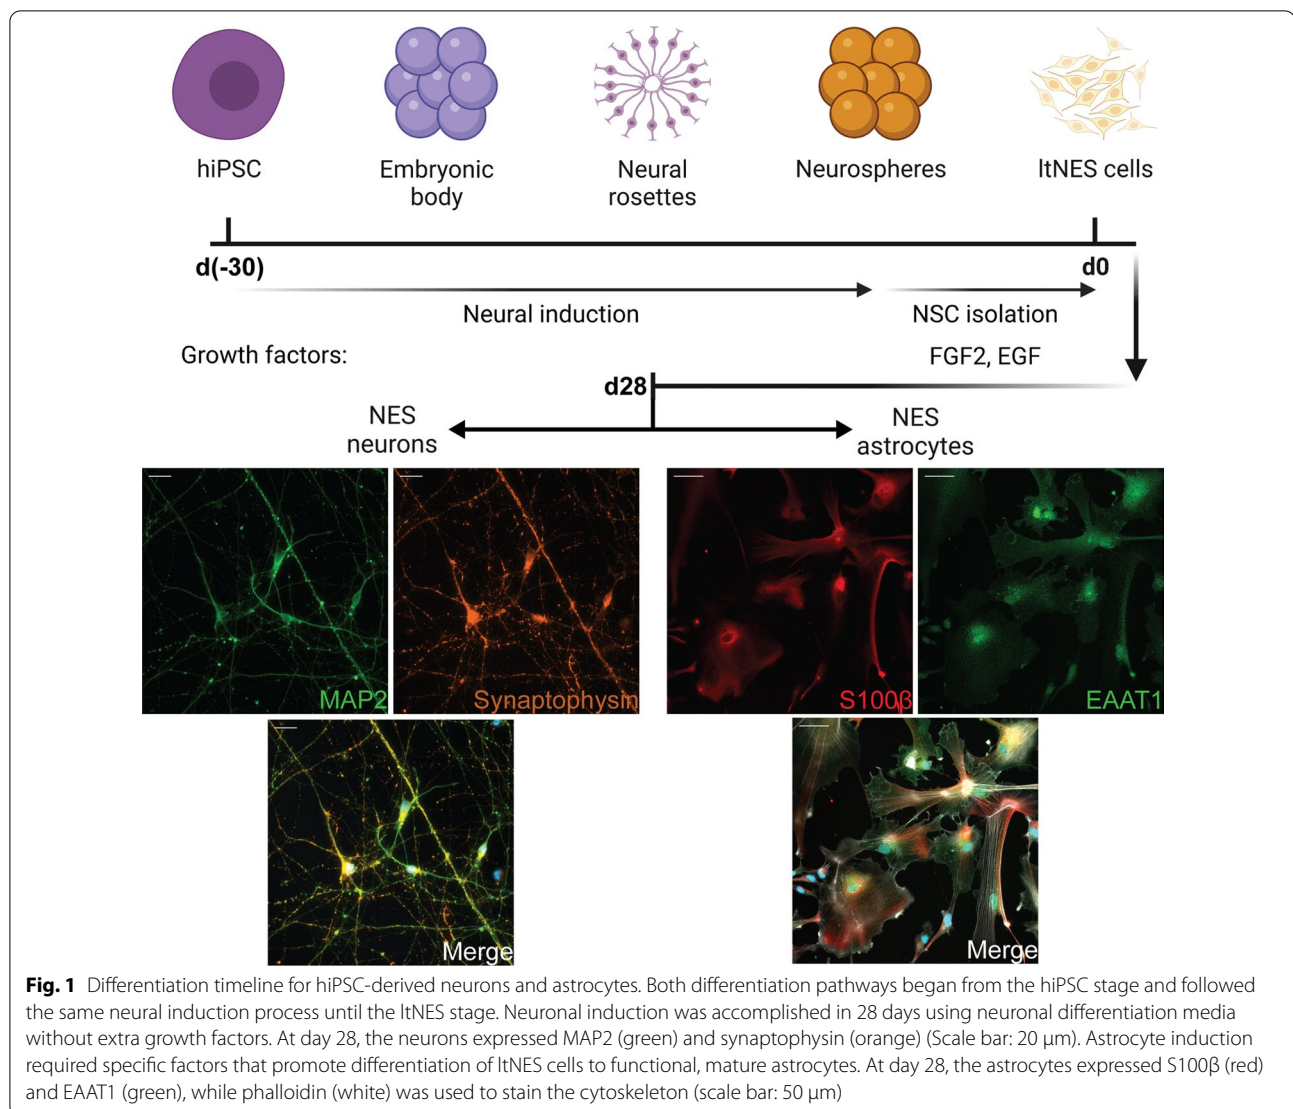 hiPSC
Embryonic
body
Neural
rosettes
Neurospheres
ltNES cells
d(-30)
d0
Neural induction
NSC isolation
Growth factors:
FGF2, EGF
d28
NES
neurons
NES
astrocytes
MAP2
Synaptophysin
S100β
EAAT1
Merge
Merge
Fig. 1 Differentiation timeline for hiPSC-derived neurons and astrocytes. Both differentiation pathways began from the hiPSC stage and followed
the same neural induction process until the ltNES stage. Neuronal induction was accomplished in 28 days using neuronal differentiation media
without extra growth factors. At day 28, the neurons expressed MAP2 (green) and synaptophysin (orange) (Scale bar: 20 μm). Astrocyte induction
required specific factors that promote differentiation of ltNES cells to functional, mature astrocytes. At day 28, the astrocytes expressed S100β (red)
and EAAT1 (green), while phalloidin (white) was used to stain the cytoskeleton (scale bar: 50 μm)